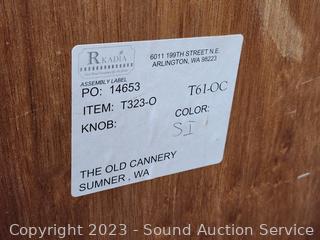 RKADIA
6011 199TH STREET N.E.
ARLINGTON, WA 98223
ASSEMBLY LABEL
PO: 14653
T61-OC
ITEM: T323-O
COLOR:
KNOB:
SI
THE OLD CANNERY
SUMNER , WA
Copyright 2023 - Sound Auction Service